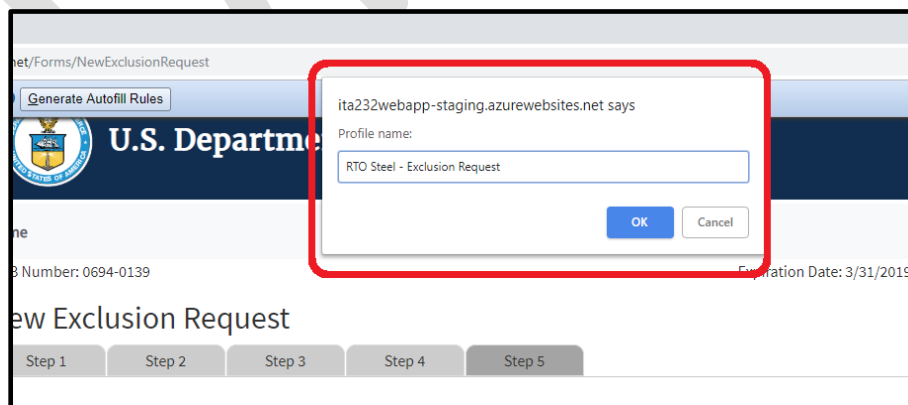 net/Forms/NewExclusionRequest
Generate Autofill Rules
U.S. Departme
ita232webapp-staging.azurewebsites.net says
Profile name:
RTO Steel - Exclusion Request
OK Cancel
me
B Number: 0694-0139 Expiration Date: 3/31/2019
ew Exclusion Request
Step 1 Step 2 Step 3 Step 4 Step 5